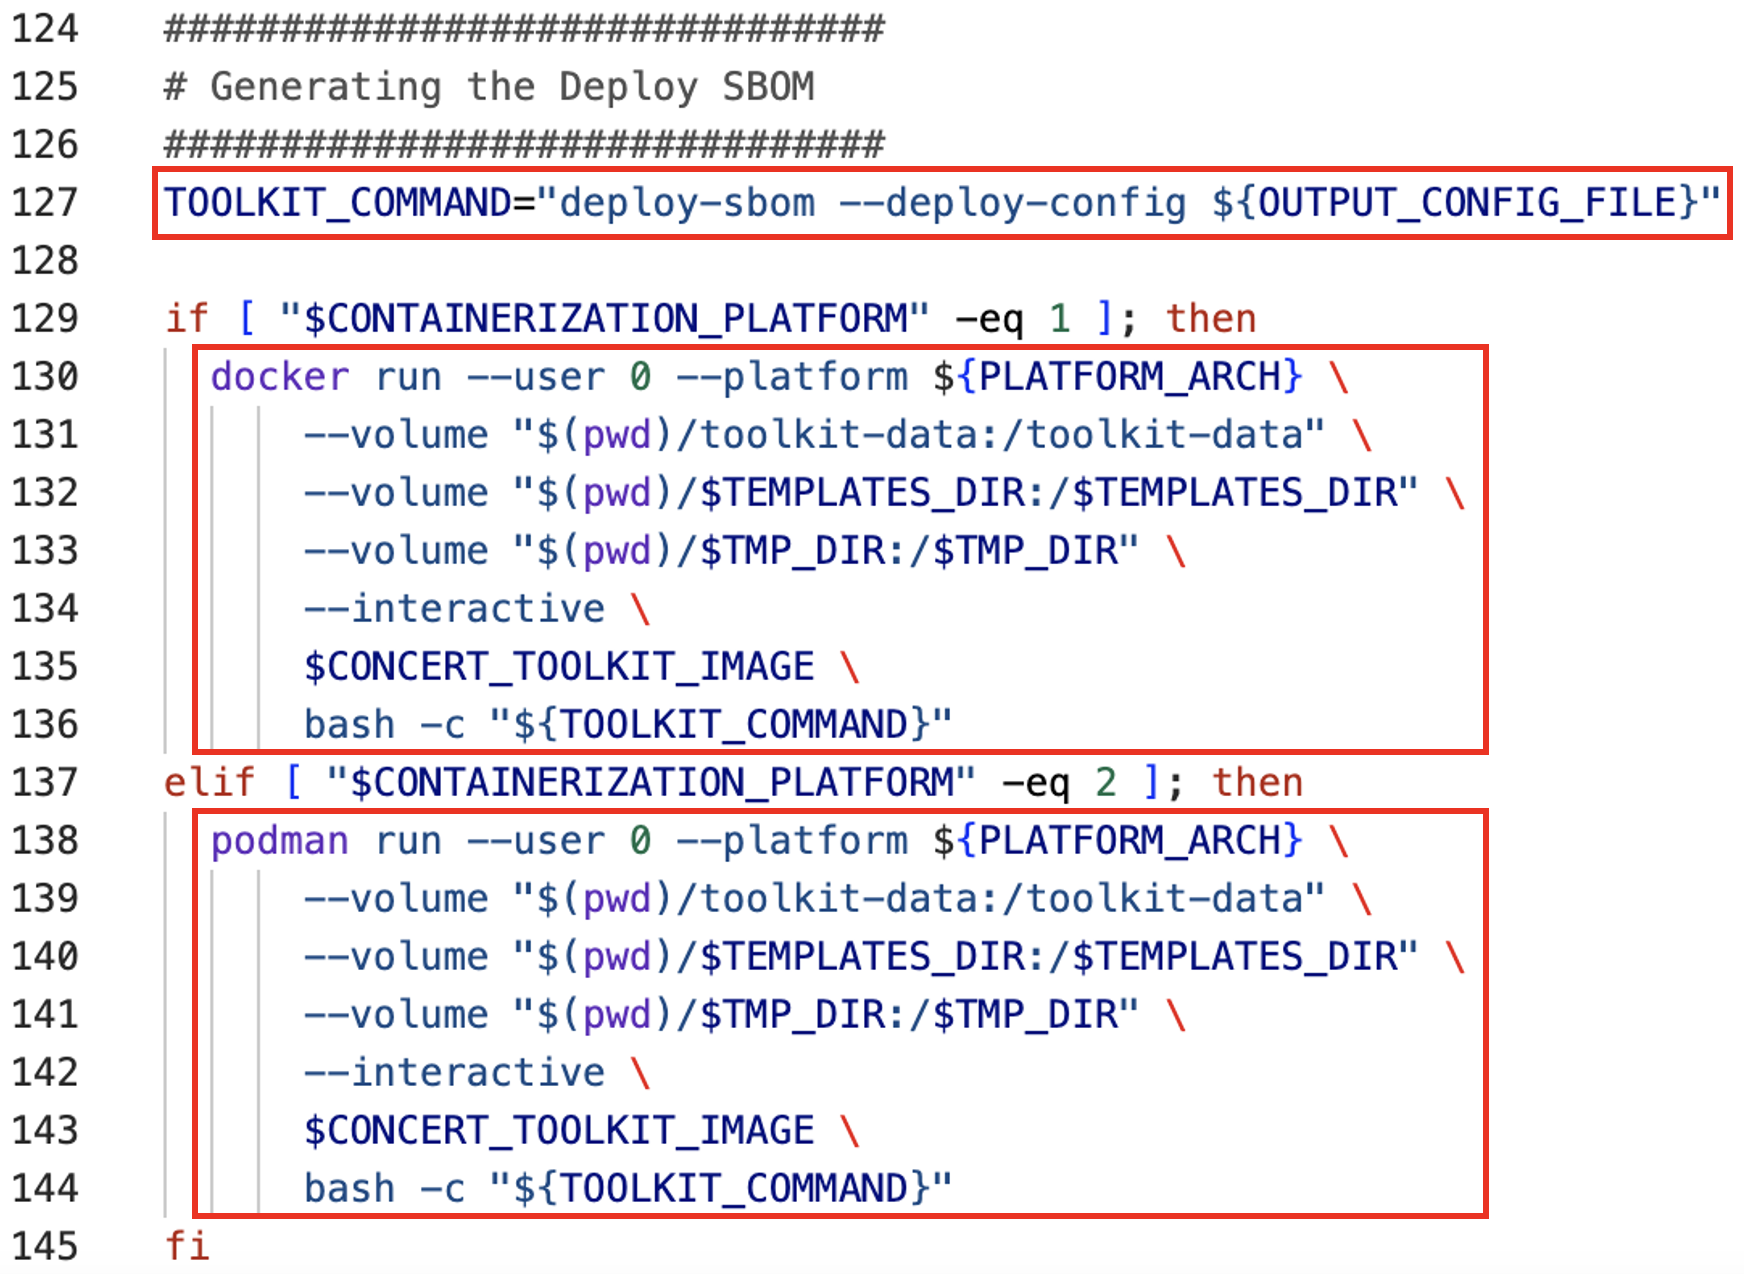 124 ###############################
125 # Generating the Deploy SBOM
126 ###############################
127 TOOLKIT_COMMAND="deploy-sbom --deploy-config ${OUTPUT_CONFIG_FILE}"
128
129 if [ "$CONTAINERIZATION_PLATFORM" -eq 1 ]; then
130 docker run --user 0 --platform ${PLATFORM_ARCH} \
131 --volume "$(pwd)/toolkit-data:/toolkit-data" \
132 --volume "$(pwd)/$TEMPLATES_DIR:/$TEMPLATES_DIR" \
133 --volume "$(pwd)/$TMP_DIR:/$TMP_DIR" \
134 --interactive \
135 $CONCERT_TOOLKIT_IMAGE \
136 bash -c "${TOOLKIT_COMMAND}"
137 elif [ "$CONTAINERIZATION_PLATFORM" -eq 2 ]; then
138 podman run --user 0 --platform ${PLATFORM_ARCH} \
139 --volume "$(pwd)/toolkit-data:/toolkit-data" \
140 --volume "$(pwd)/$TEMPLATES_DIR:/$TEMPLATES_DIR" \
141 --volume "$(pwd)/$TMP_DIR:/$TMP_DIR" \
142 --interactive \
143 $CONCERT_TOOLKIT_IMAGE \
144 bash -c "${TOOLKIT_COMMAND}"
145 fi